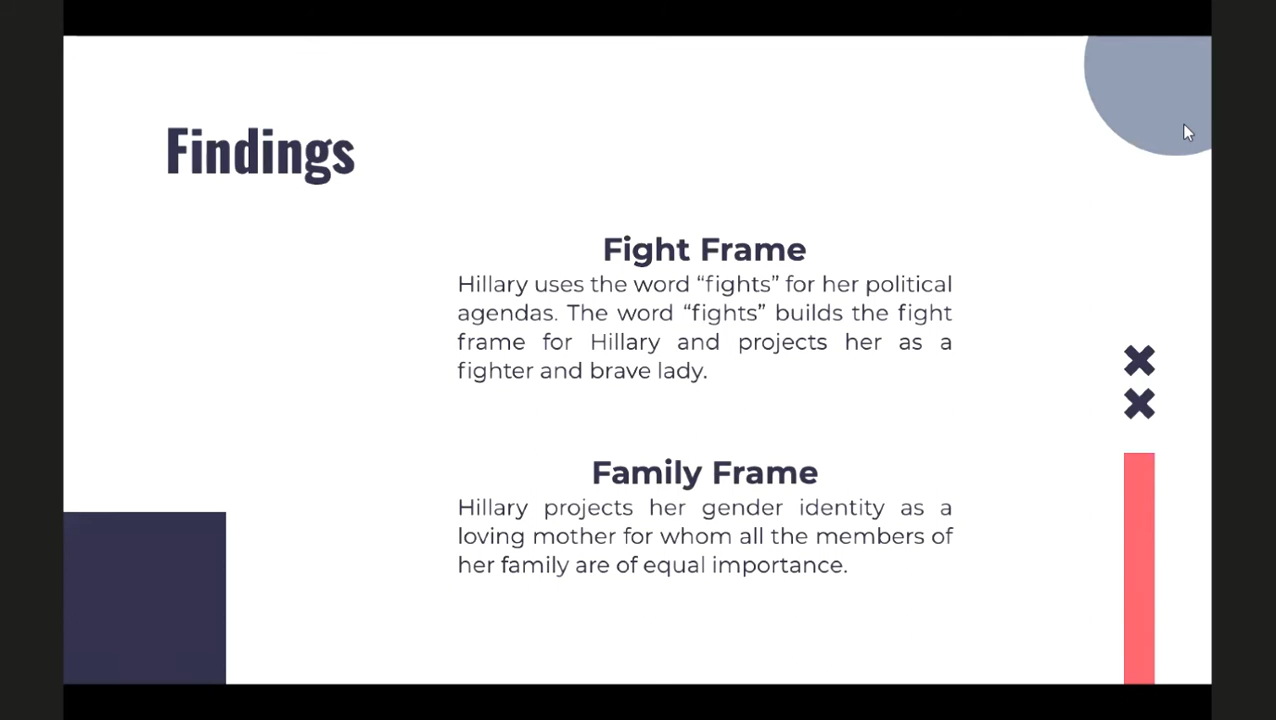 Findings
Fight Frame
Hillary uses the word “fights” for her political
agendas. The word “fights” builds the fight
frame for Hillary and projects her as a
fighter and brave lady.
Family Frame
Hillary projects her gender identity as a
loving mother for whom all the members of
her family are of equal importance.